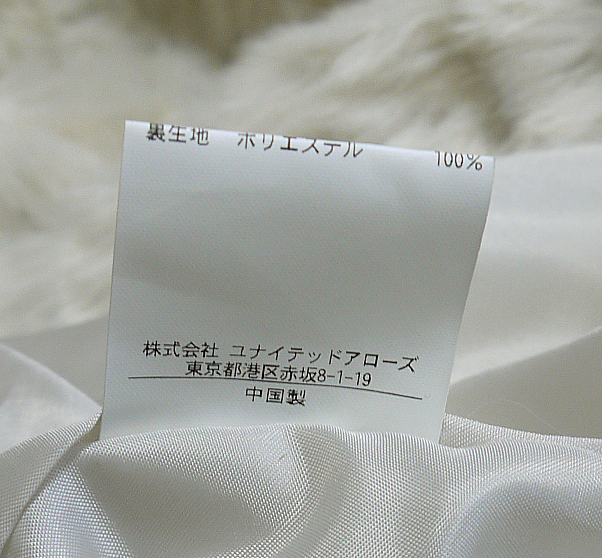 裏生地 ポリエステル 100%
株式会社 ユナイテッドアローズ
東京都港区赤坂8-1-19
中国製